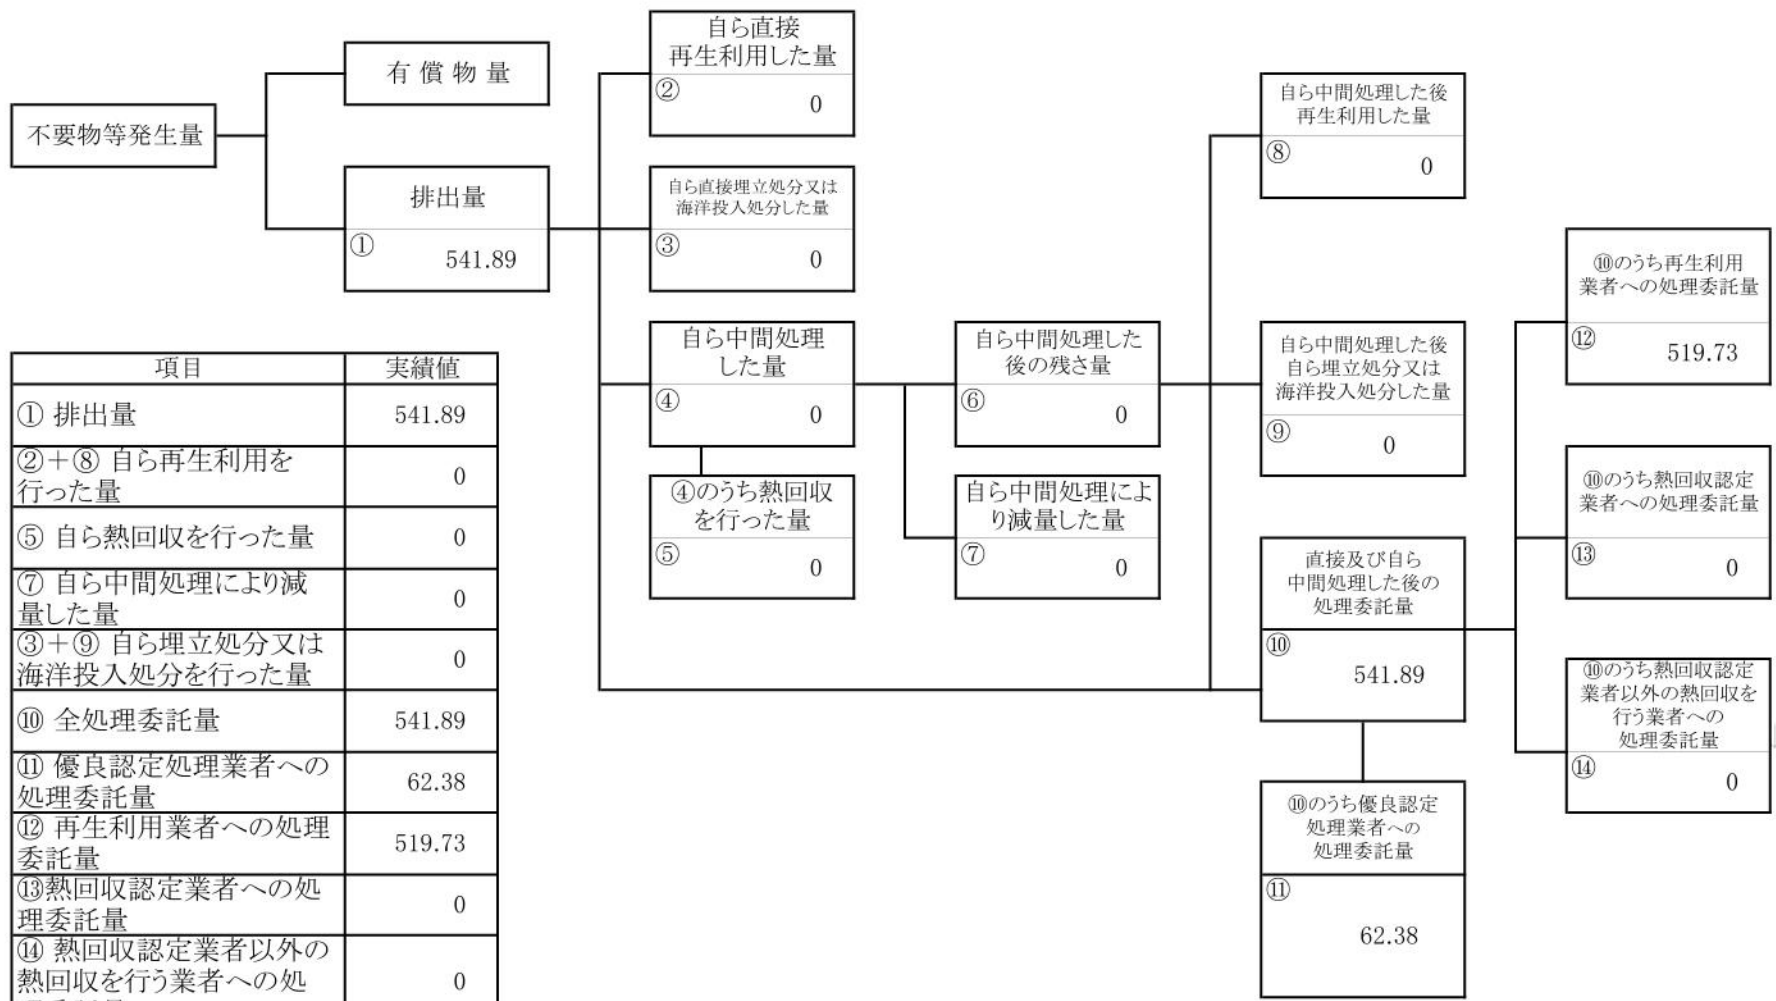 不要物等発生量
有償物量
排出量
①
541.89
自ら直接
再生利用した量
②
0
自ら直接埋立処分又は
海洋投入処分した量
③
0
自ら中間処理
した量
④
0
④のうち熱回収
を行った量
⑤
0
自ら中間処理した
後の残さ量
⑥
0
自ら中間処理によ
り減量した量
⑦
0
自ら中間処理した後
再生利用した量
⑧
0
自ら中間処理した後
自ら埋立処分又は
海洋投入処分した量
⑨
0
直接及び自ら
中間処理した後の
処理委託量
⑩
541.89
⑩のうち優良認定
処理業者への
処理委託量
⑪
62.38
⑩のうち再生利用
業者への処理委託量
⑫
519.73
⑩のうち熱回収認定
業者への処理委託量
⑬
0
⑩のうち熱回収認定
業者以外の熱回収を
行う業者への
処理委託量
⑭
0
項目 実績値
① 排出量 541.89
②＋⑧ 自ら再生利用を
行った量 0
⑤ 自ら熱回収を行った量 0
⑦ 自ら中間処理により減
量した量 0
③＋⑨ 自ら埋立処分又は
海洋投入処分を行った量 0
⑩ 全処理委託量 541.89
⑪ 優良認定処理業者への
処理委託量 62.38
⑫ 再生利用業者への処理
委託量 519.73
⑬熱回収認定業者への処
理委託量 0
⑭ 熱回収認定業者以外の
熱回収を行う業者への処 0